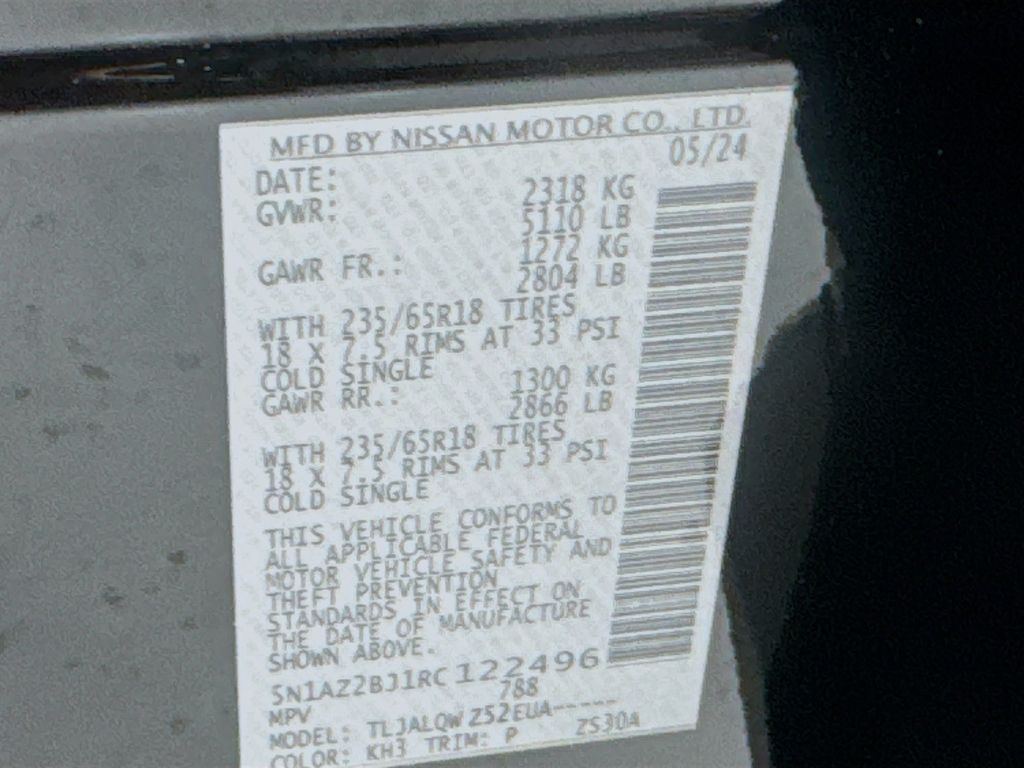 MFD BY NISSAN MOTOR CO., LTD.
DATE: 05/24
GVWR: 2318 KG
5110 LB
GAWR FR.: 1272 KG
2804 LB
WITH 235/65R18 TIRES
18 X 7.5 RIMS AT 33 PSI
COLD SINGLE
GAWR RR.: 1300 KG
2866 LB
WITH 235/65R18 TIRES
18 X 7.5 RIMS AT 33 PSI
COLD SINGLE
THIS VEHICLE CONFORMS TO
ALL APPLICABLE FEDERAL
MOTOR VEHICLE SAFETY AND
THEFT PREVENTION
STANDARDS IN EFFECT ON
THE DATE OF MANUFACTURE
SHOWN ABOVE.
5N1AZ2BJ1RC122496
MPV 788
MODEL: TLJALQWZ52EUA-----
COLOR: KH3 TRIM: P ZS30A